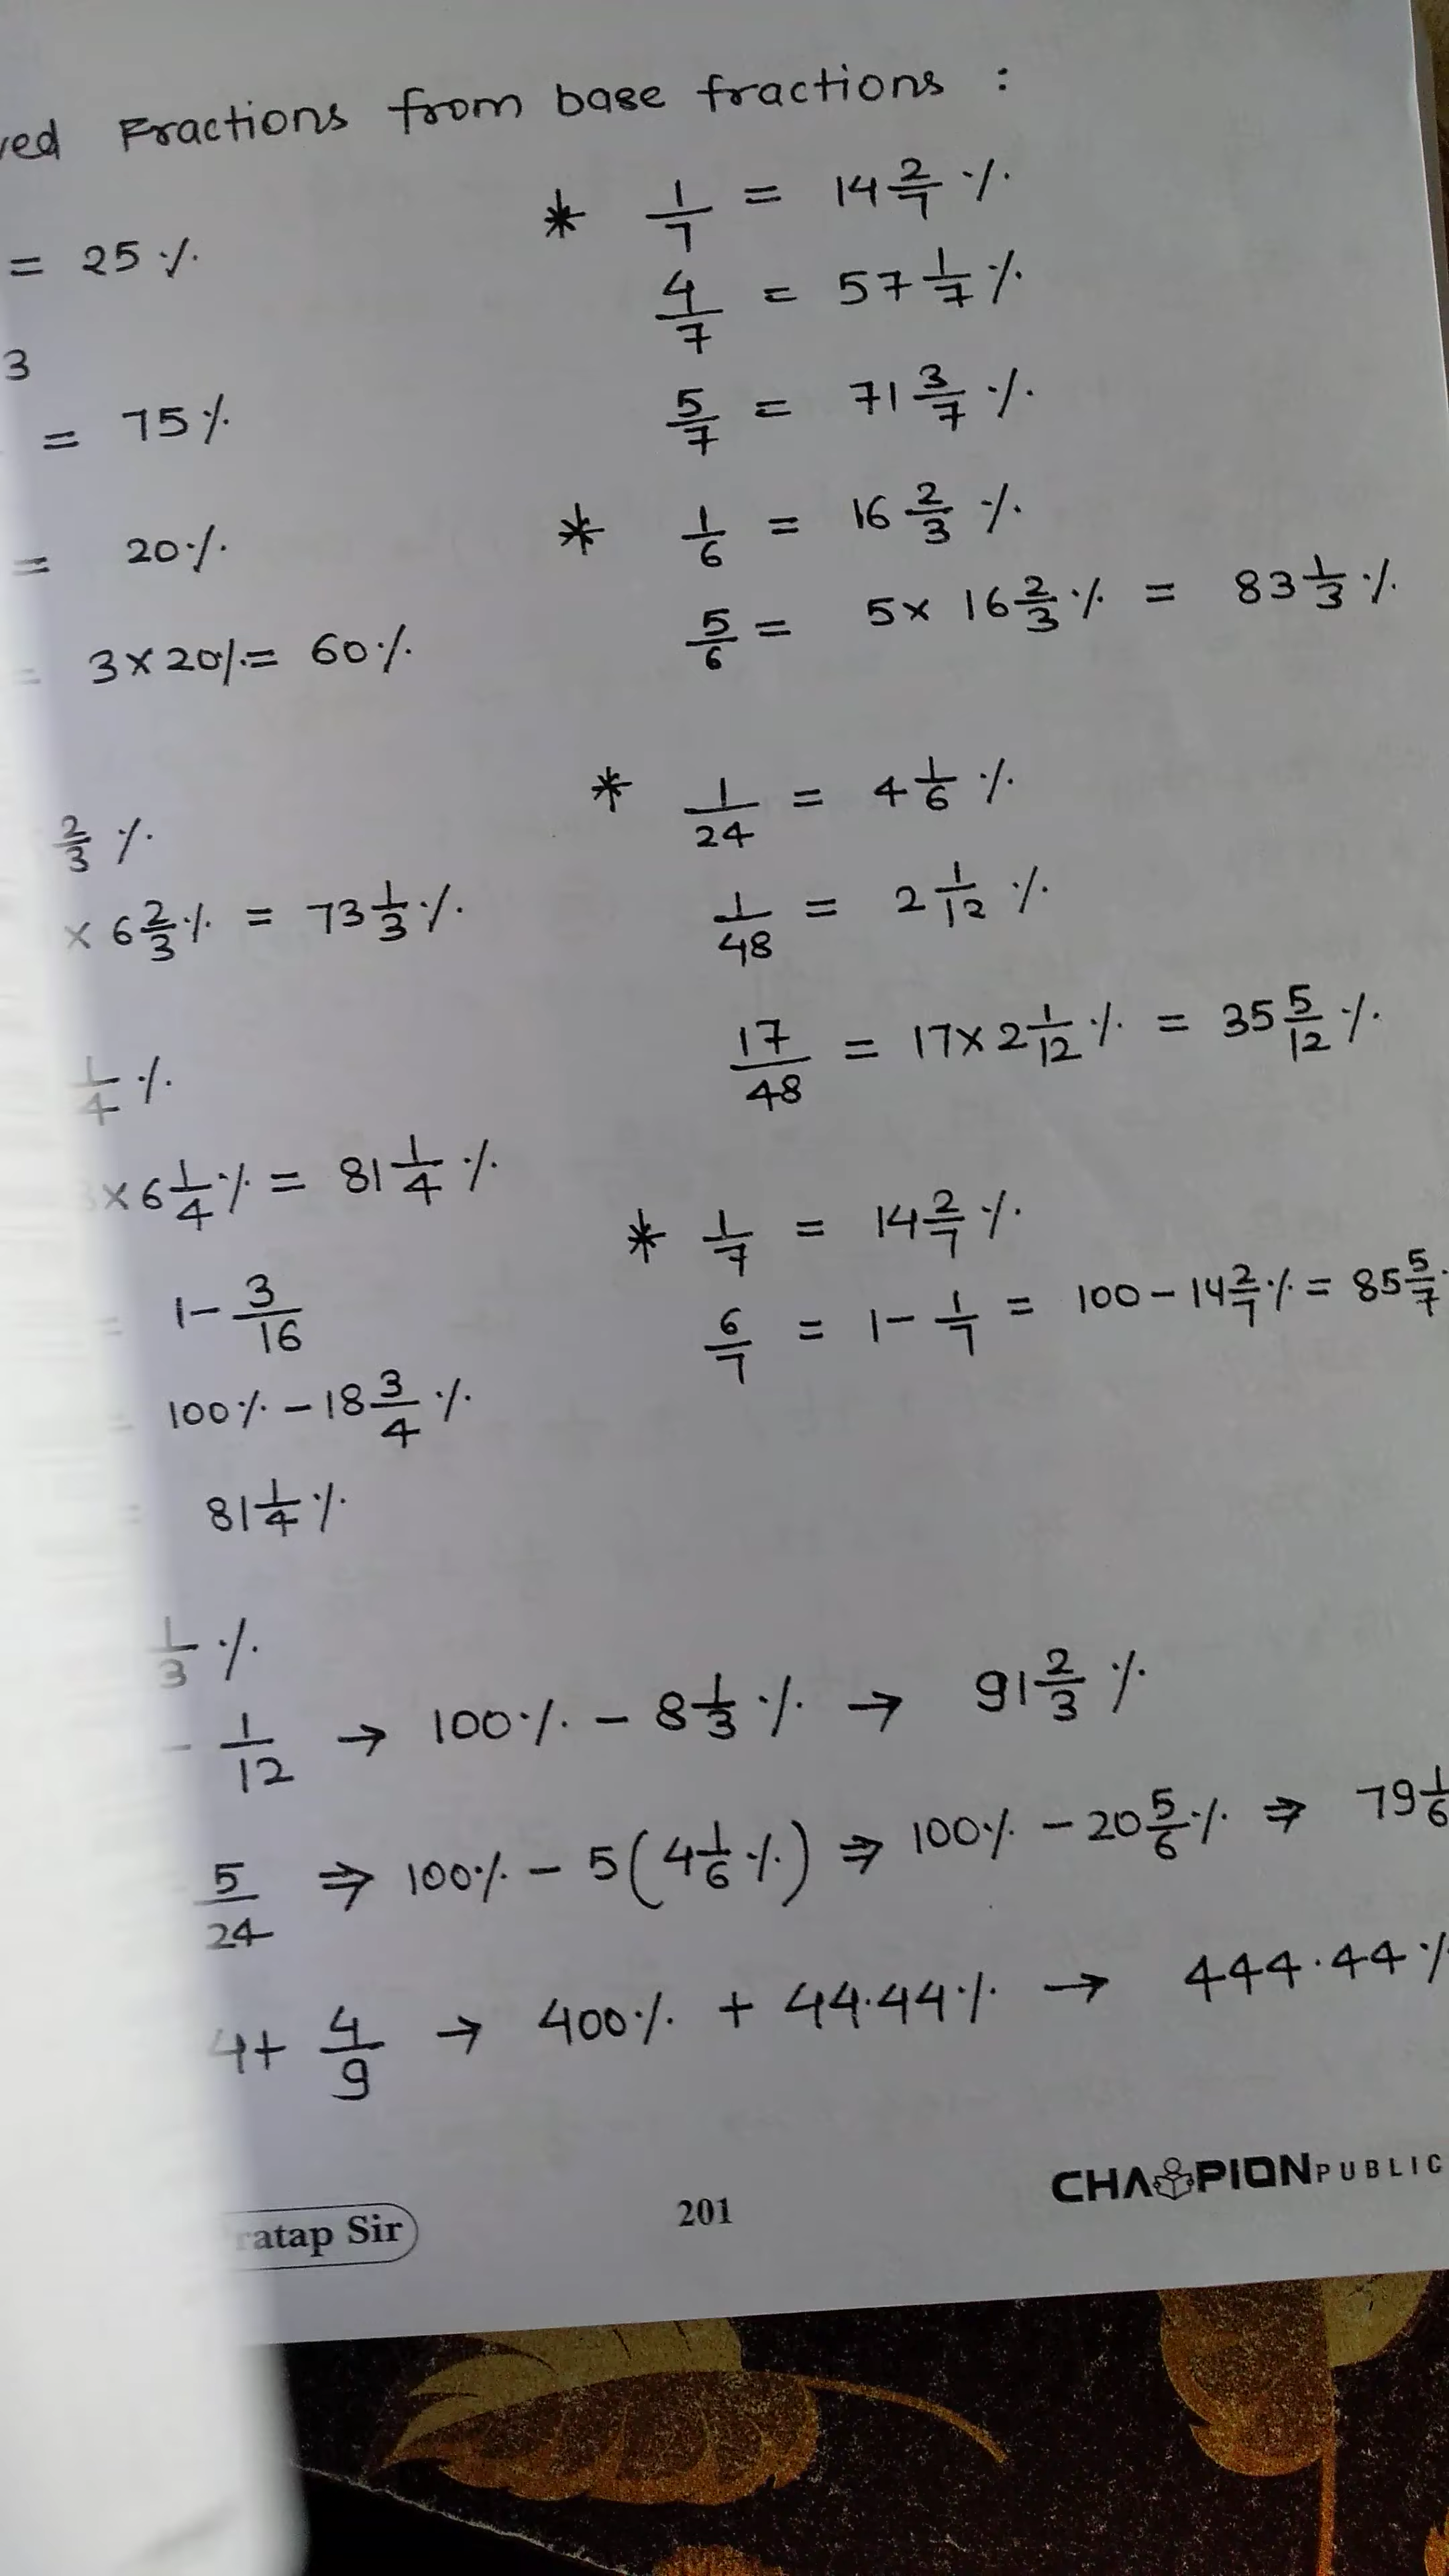 ved Fractions from base fractions :
= 25 %
3
= 75%
= 20%
= 3×20% = 60%
2/3 %
× 6 2/3 % = 73 1/3 %
1/4 %
3×6 1/4 % = 81 1/4 %
= 1 - 3/16
= 100% - 18 3/4 %
= 81 1/4 %
1/3 %
* 1/7 = 14 2/7 %
4/7 = 57 1/7 %
5/7 = 71 3/7 %
* 1/6 = 16 2/3 %
5/6 = 5× 16 2/3 % = 83 1/3 %
* 1/24 = 4 1/6 %
1/48 = 2 1/12 %
17/48 = 17×2 1/12 % = 35 5/12 %
* 1/7 = 14 2/7 %
6/7 = 1 - 1/7 = 100 - 14 2/7 % = 85 5/7
- 1/12 → 100% - 8 1/3 % → 91 2/3 %
5/24 ⇒ 100% - 5(4 1/6 %) ⇒ 100% - 20 5/6 % ⇒ 79 1/6
4+ 4/9 → 400% + 44.44% → 444.44%
ratap Sir
201
CHAMPION PUBLIC